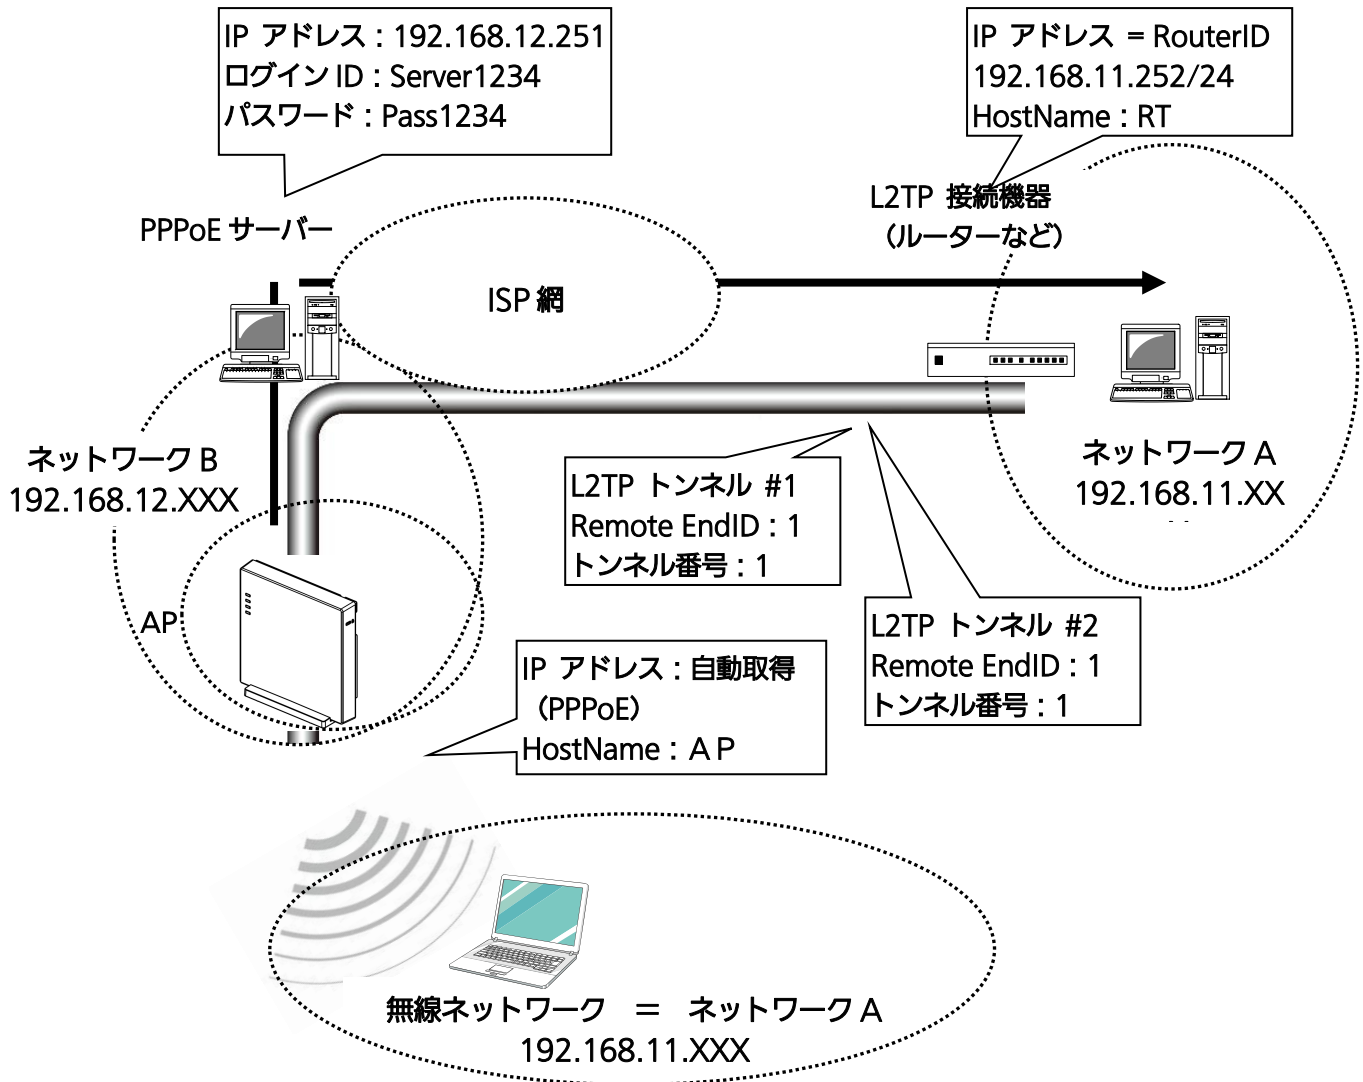 IP アドレス：192.168.12.251
ログイン ID：Server1234
パスワード：Pass1234
IP アドレス = RouterID
192.168.11.252/24
HostName：RT
PPPoE サーバー
L2TP 接続機器
（ルーターなど）
ISP 網
ネットワーク B
192.168.12.XXX
ネットワーク A
192.168.11.XX
L2TP トンネル #1
Remote EndID：1
トンネル番号：1
L2TP トンネル #2
Remote EndID：1
トンネル番号：1
AP
IP アドレス：自動取得
（PPPoE）
HostName：ＡＰ
無線ネットワーク　＝　ネットワーク A
192.168.11.XXX